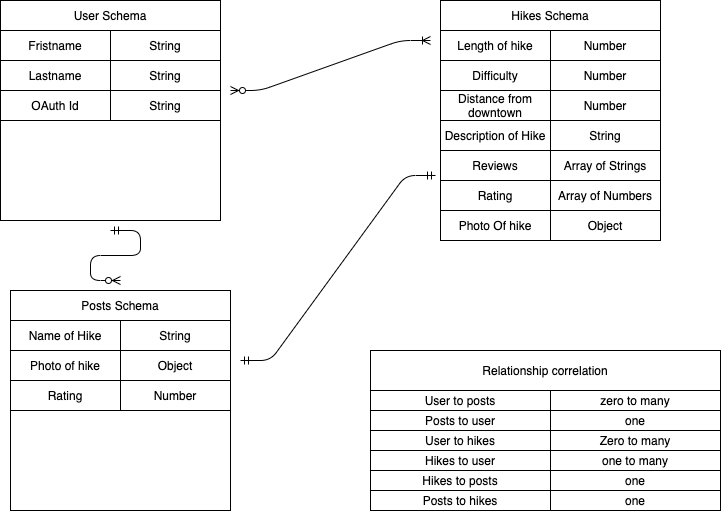 User Schema
Fristname String
Lastname String
OAuth Id String
Hikes Schema
Length of hike Number
Difficulty Number
Distance from
downtown Number
Description of Hike String
Reviews Array of Strings
Rating Array of Numbers
Photo Of hike Object
Posts Schema
Name of Hike String
Photo of hike Object
Rating Number
Relationship correlation
User to posts zero to many
Posts to user one
User to hikes Zero to many
Hikes to user one to many
Hikes to posts one
Posts to hikes one